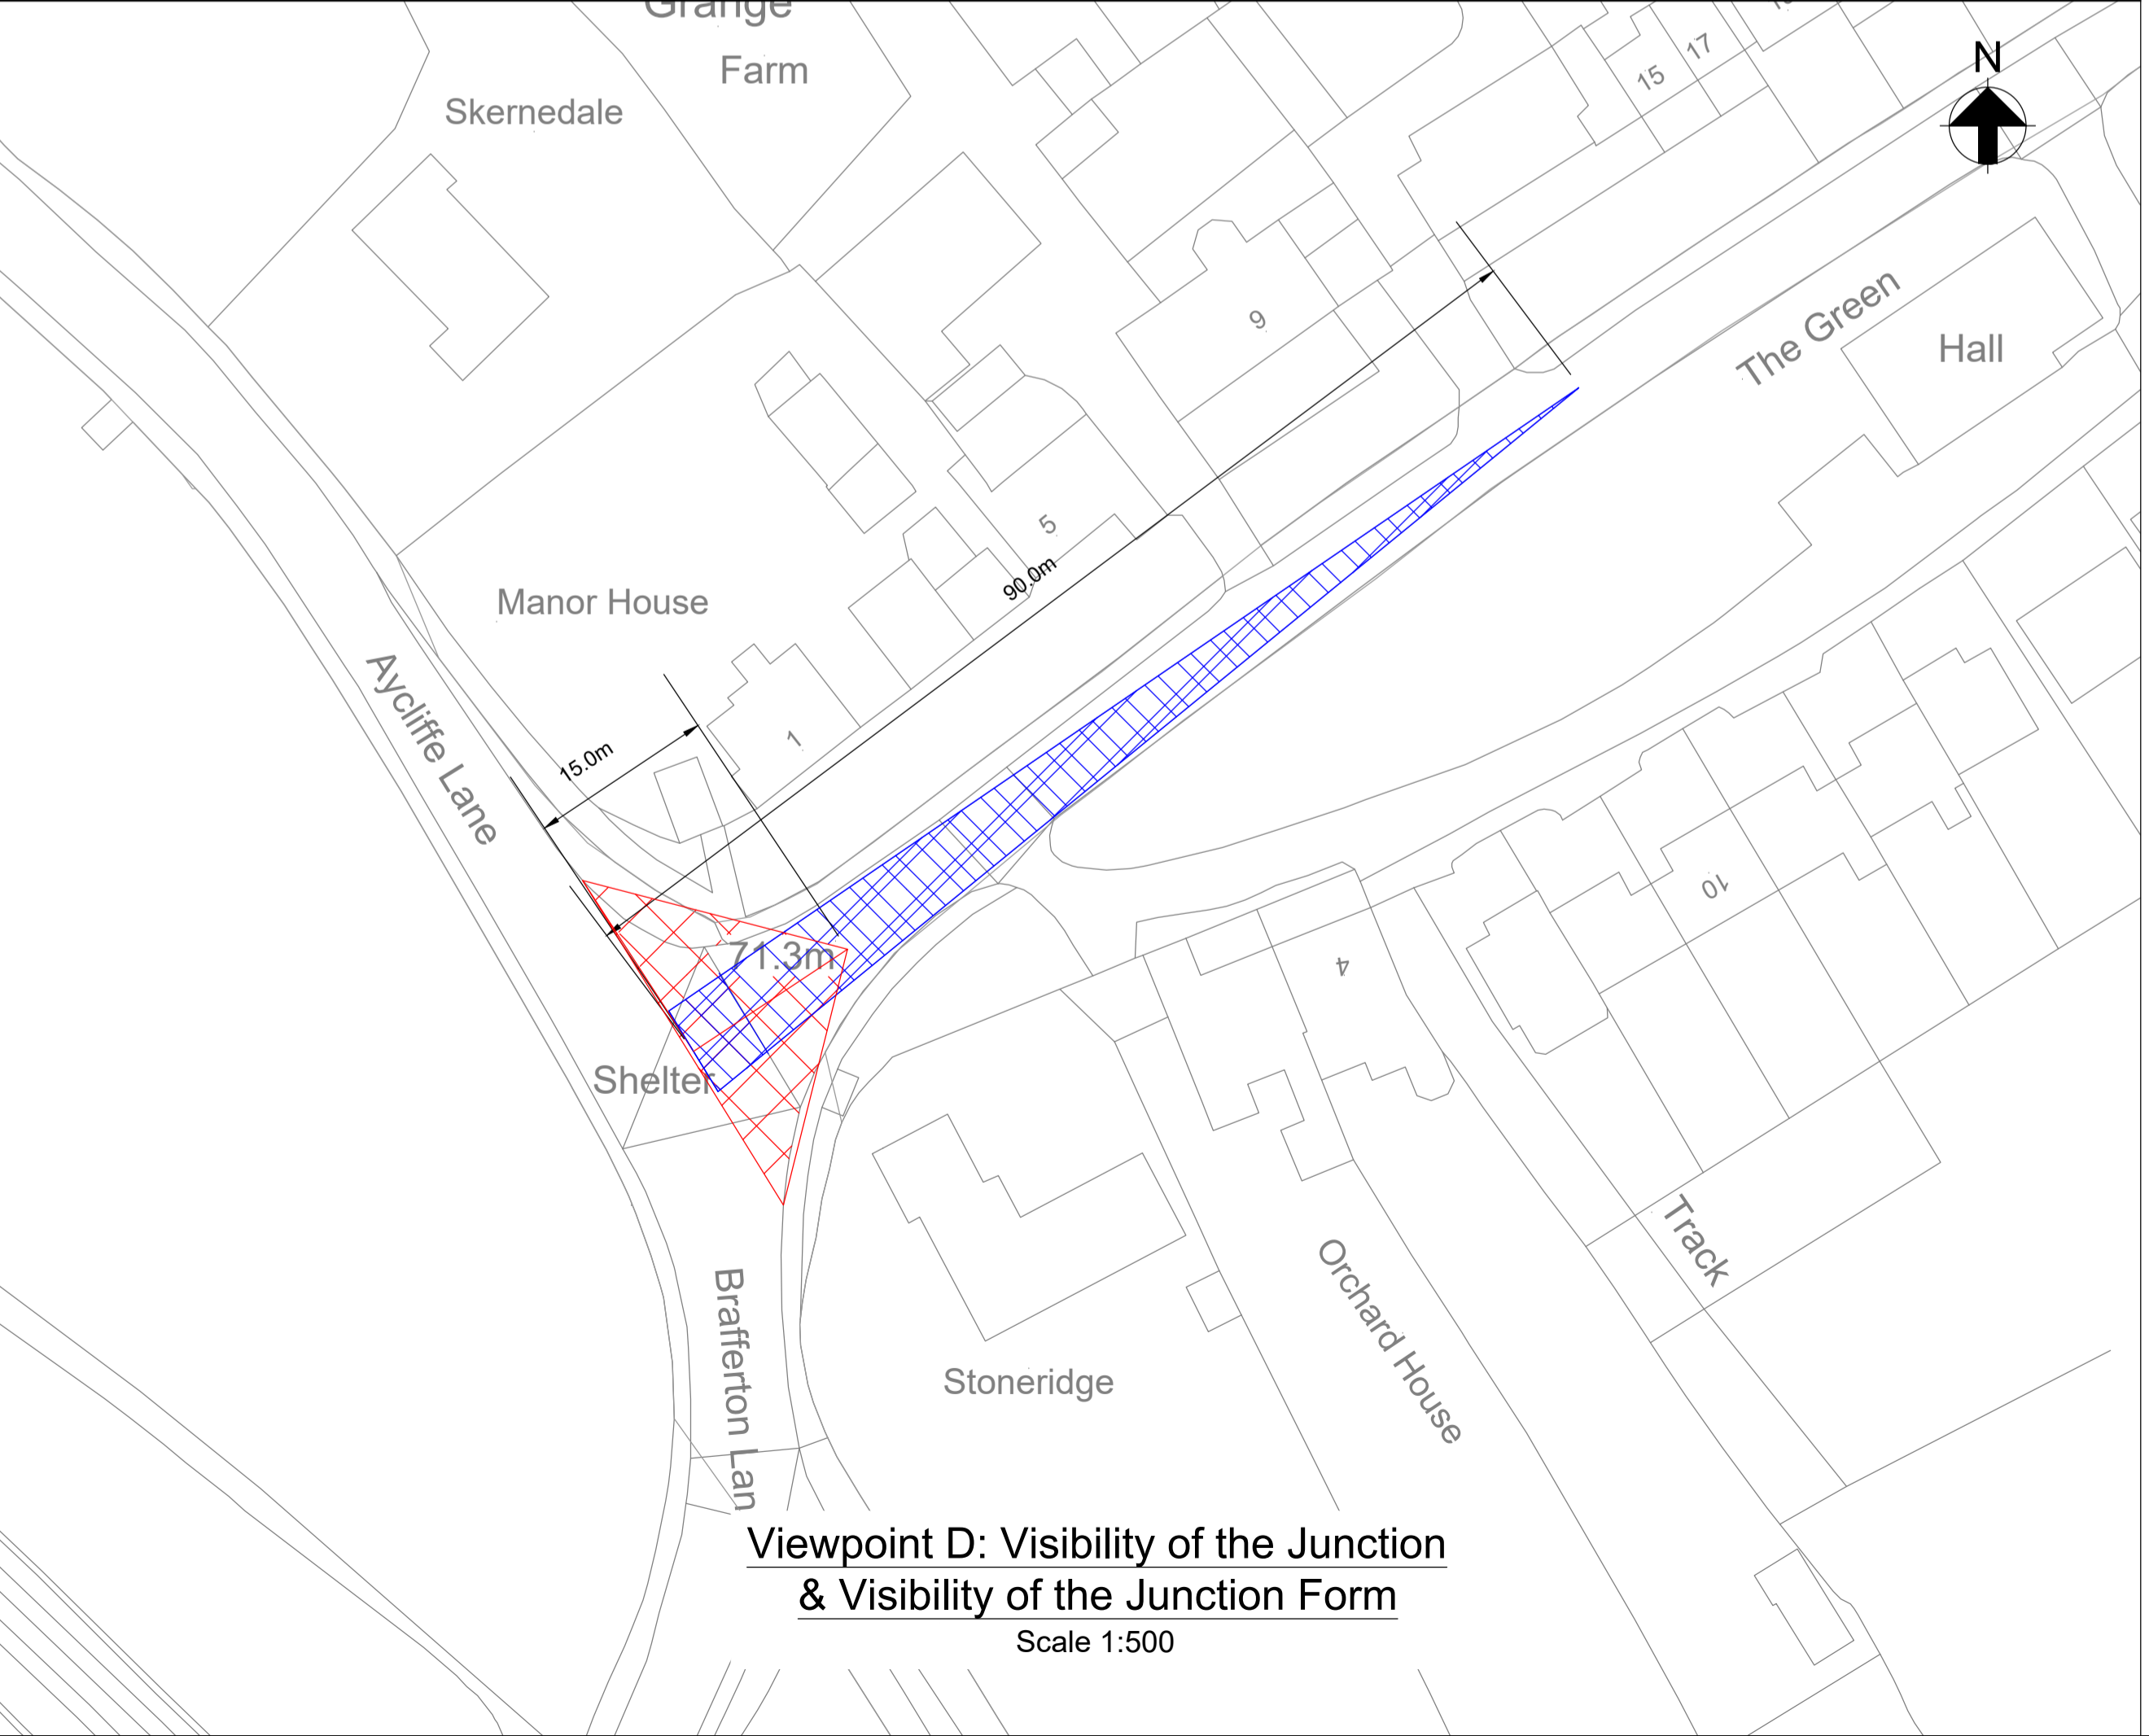 Grange
Farm
Skernedale
15
17
N
The Green
Hall
9
5
90.0m
Manor House
Aycliffe Lane
1
15.0m
71.3m
Shelter
4
10
Track
Orchard House
Brafferton Lan
Stoneridge
Viewpoint D: Visibility of the Junction
& Visibility of the Junction Form
Scale 1:500